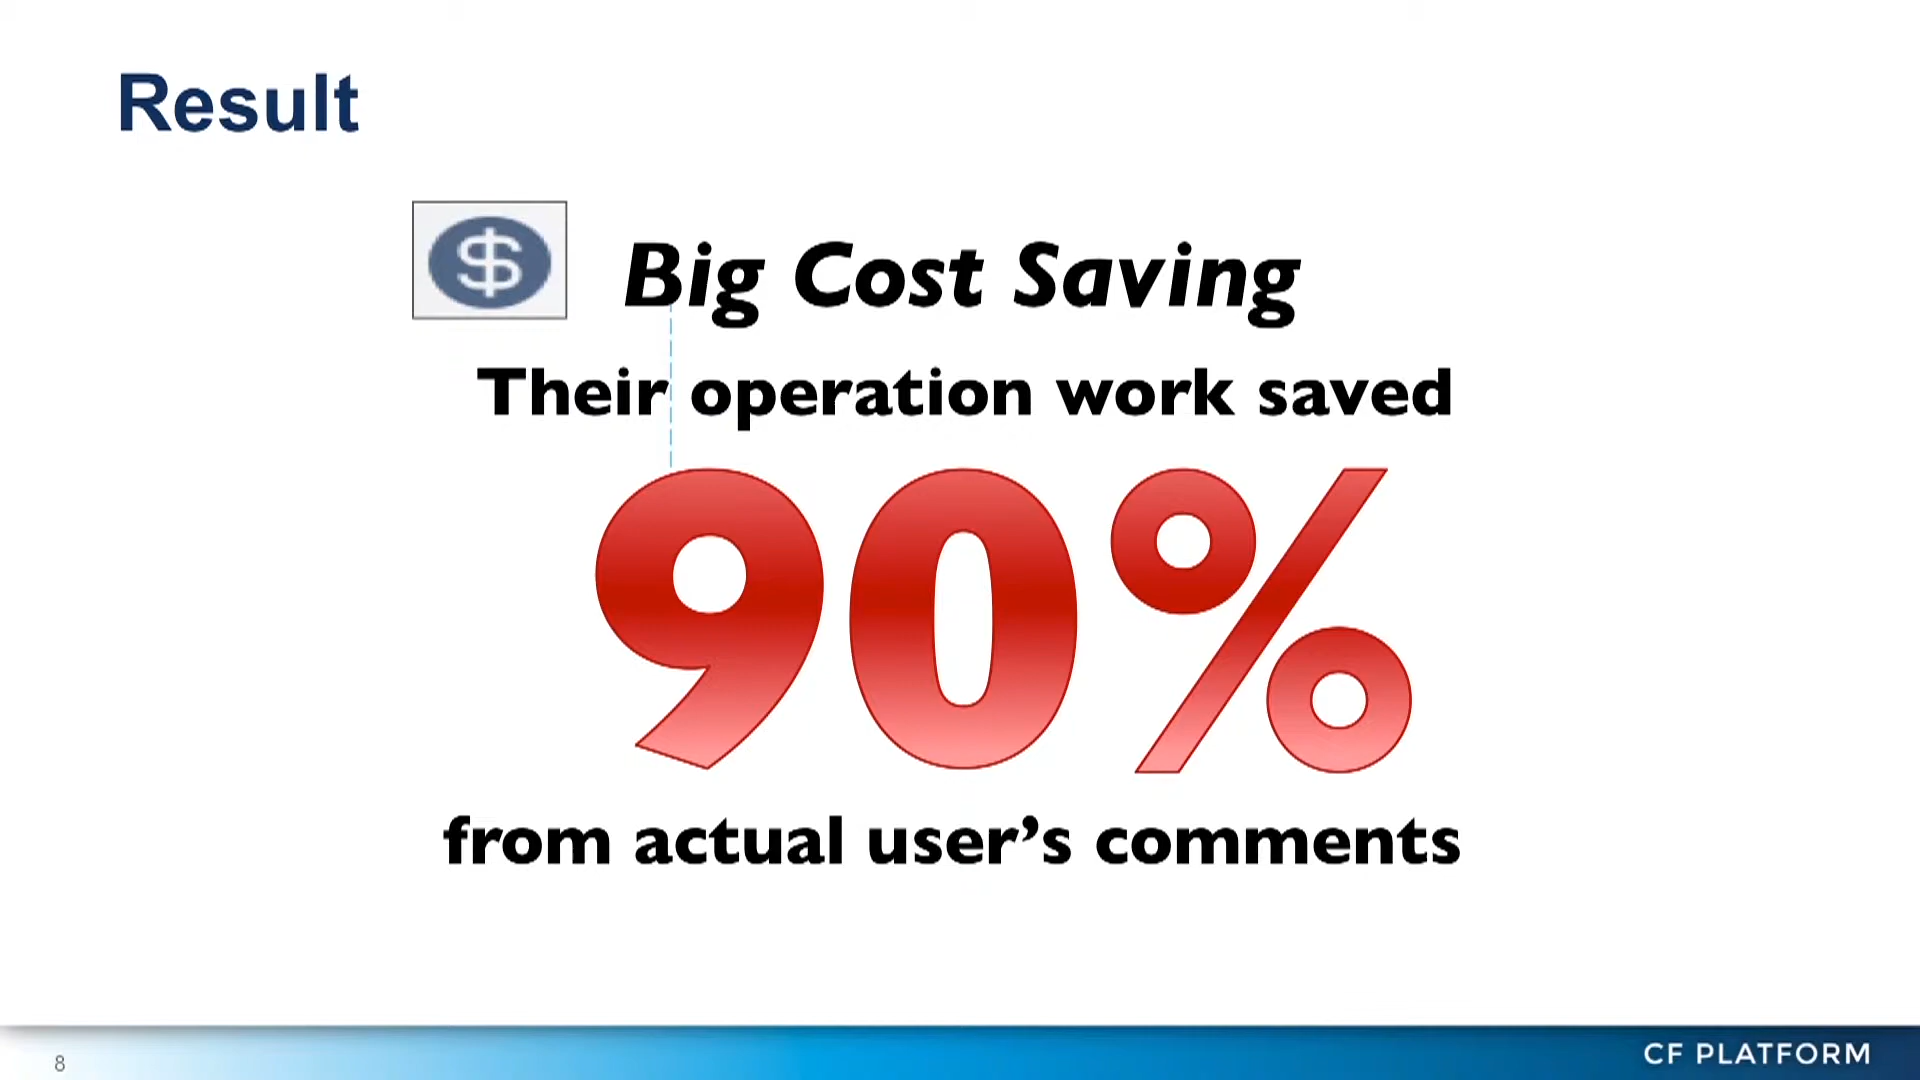 Result
$
Big Cost Saving
Their operation work saved
90%
from actual user’s comments
8
CF PLATFORM